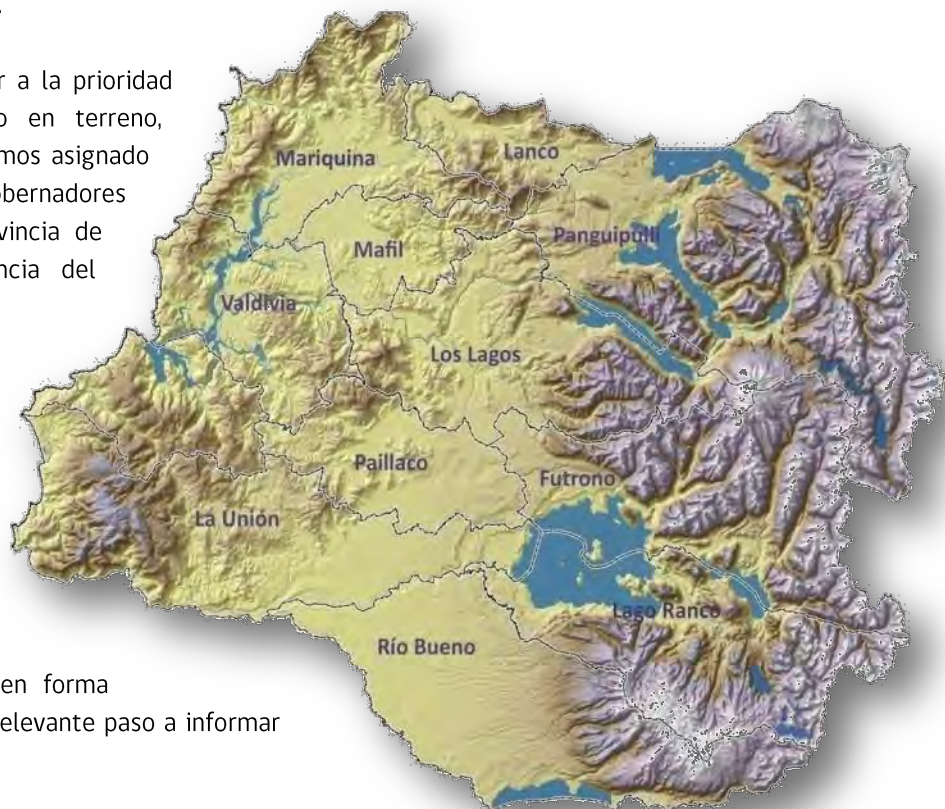 r a la prioridad
o en terreno,
mos asignado
obernadores
vincia de
ncia del
Mariquina
Lanco
Mafil
Panguipulli
Valdivia
Los Lagos
Paillaco
Futrono
La Unión
Lago Ranco
Río Bueno
en forma
elevante paso a informar